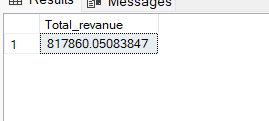 Results Messages
Total_revanue
1 817860.05083847